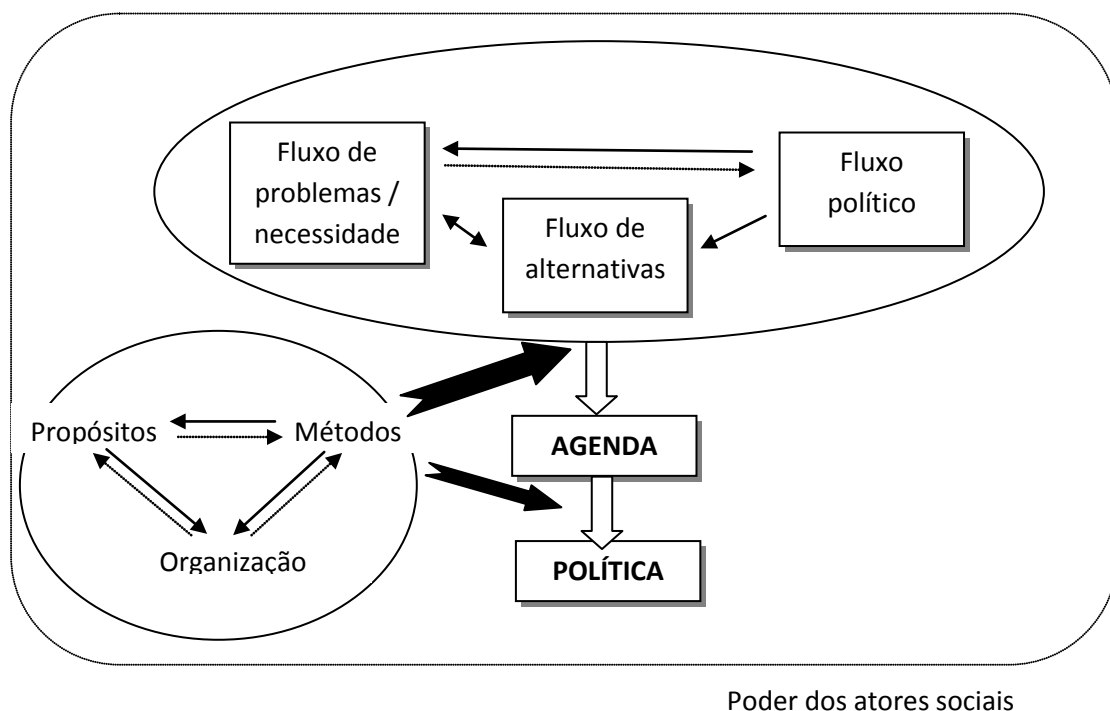 Fluxo de
problemas /
necessidade
Fluxo
político
Fluxo de
alternativas
Propósitos
Métodos
Organização
AGENDA
POLÍTICA
Poder dos atores sociais